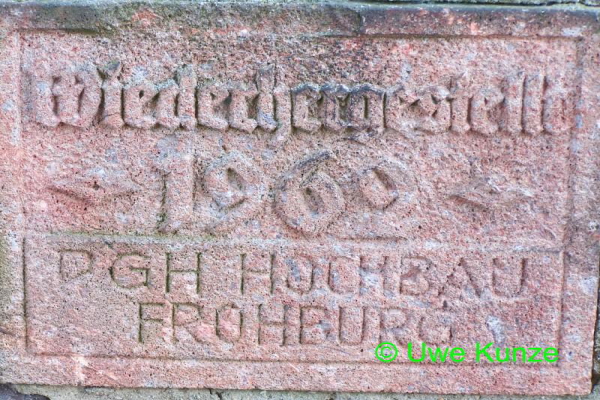 Wiederhergestellt
1960
PGH HOCHBAU
FROHBURG
© Uwe Kunze